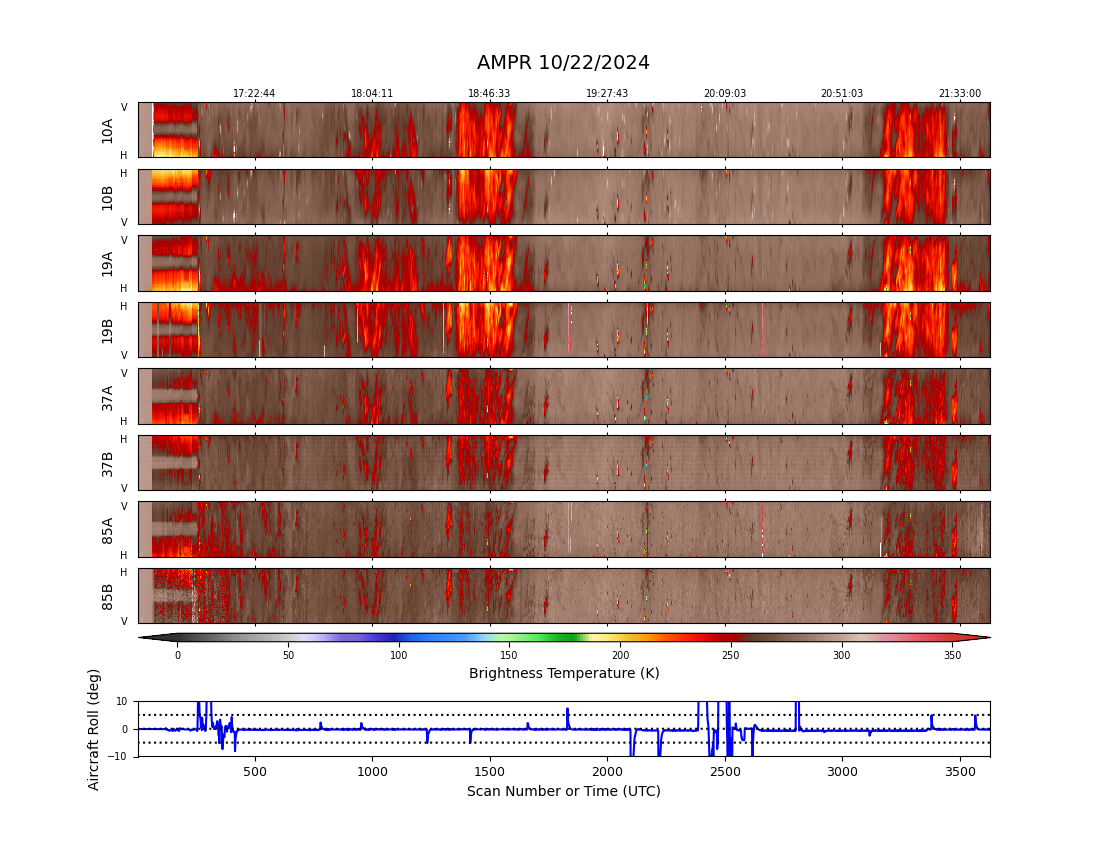 AMPR 10/22/2024
17:22:44 18:04:11 18:46:33 19:27:43 20:09:03 20:51:03 21:33:00
V
10A
H
H
10B
V
V
19A
H
H
19B
V
V
37A
H
H
37B
V
V
85A
H
H
85B
V
0 50 100 150 200 250 300 350
Brightness Temperature (K)
Aircraft Roll (deg)
10
0
−10
500 1000 1500 2000 2500 3000 3500
Scan Number or Time (UTC)